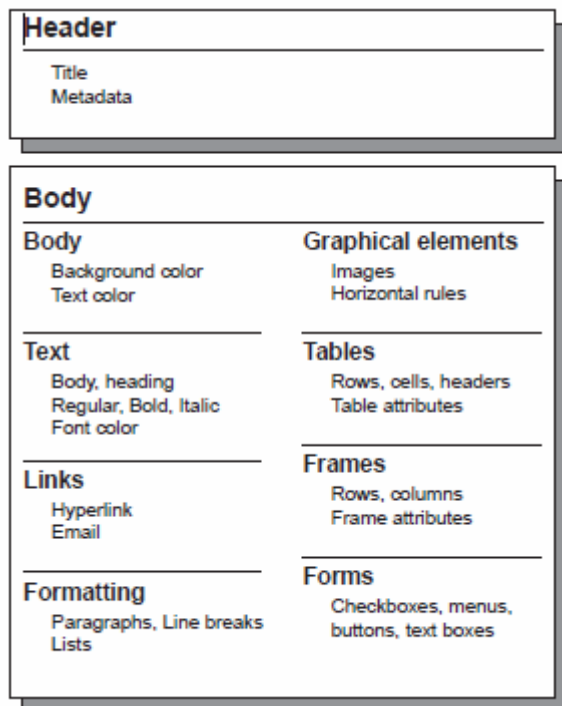 Header
Title
Metadata
Body
Body
Background color
Text color
Text
Body, heading
Regular, Bold, Italic
Font color
Links
Hyperlink
Email
Formatting
Paragraphs, Line breaks
Lists
Graphical elements
Images
Horizontal rules
Tables
Rows, cells, headers
Table attributes
Frames
Rows, columns
Frame attributes
Forms
Checkboxes, menus,
buttons, text boxes